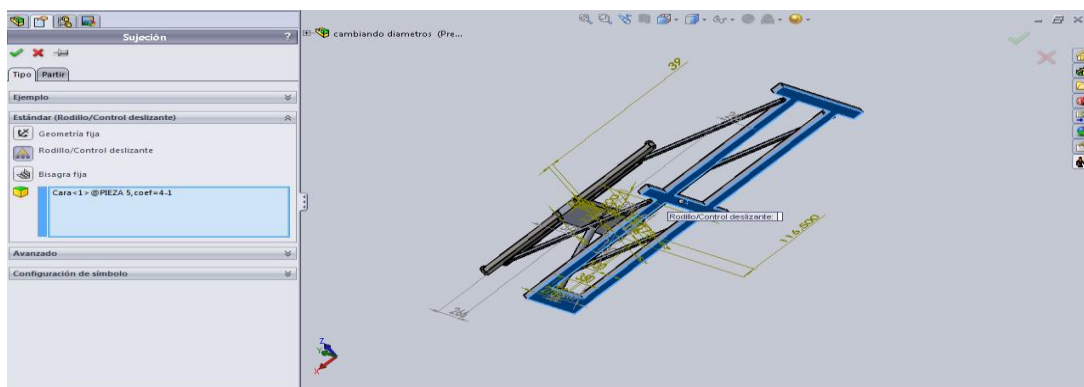 Sujeción ?
cambiando diametros (Pre...
Tipo Partir
Ejemplo
Estándar (Rodillo/Control deslizante)
Geometría fija
Rodillo/Control deslizante
Bisagra fija
Cara<1>@PIEZA 5,coef=4-1
Avanzado
Configuración de símbolo
39
Rodillo/Control deslizante:
116,500
266
Z
Y
X